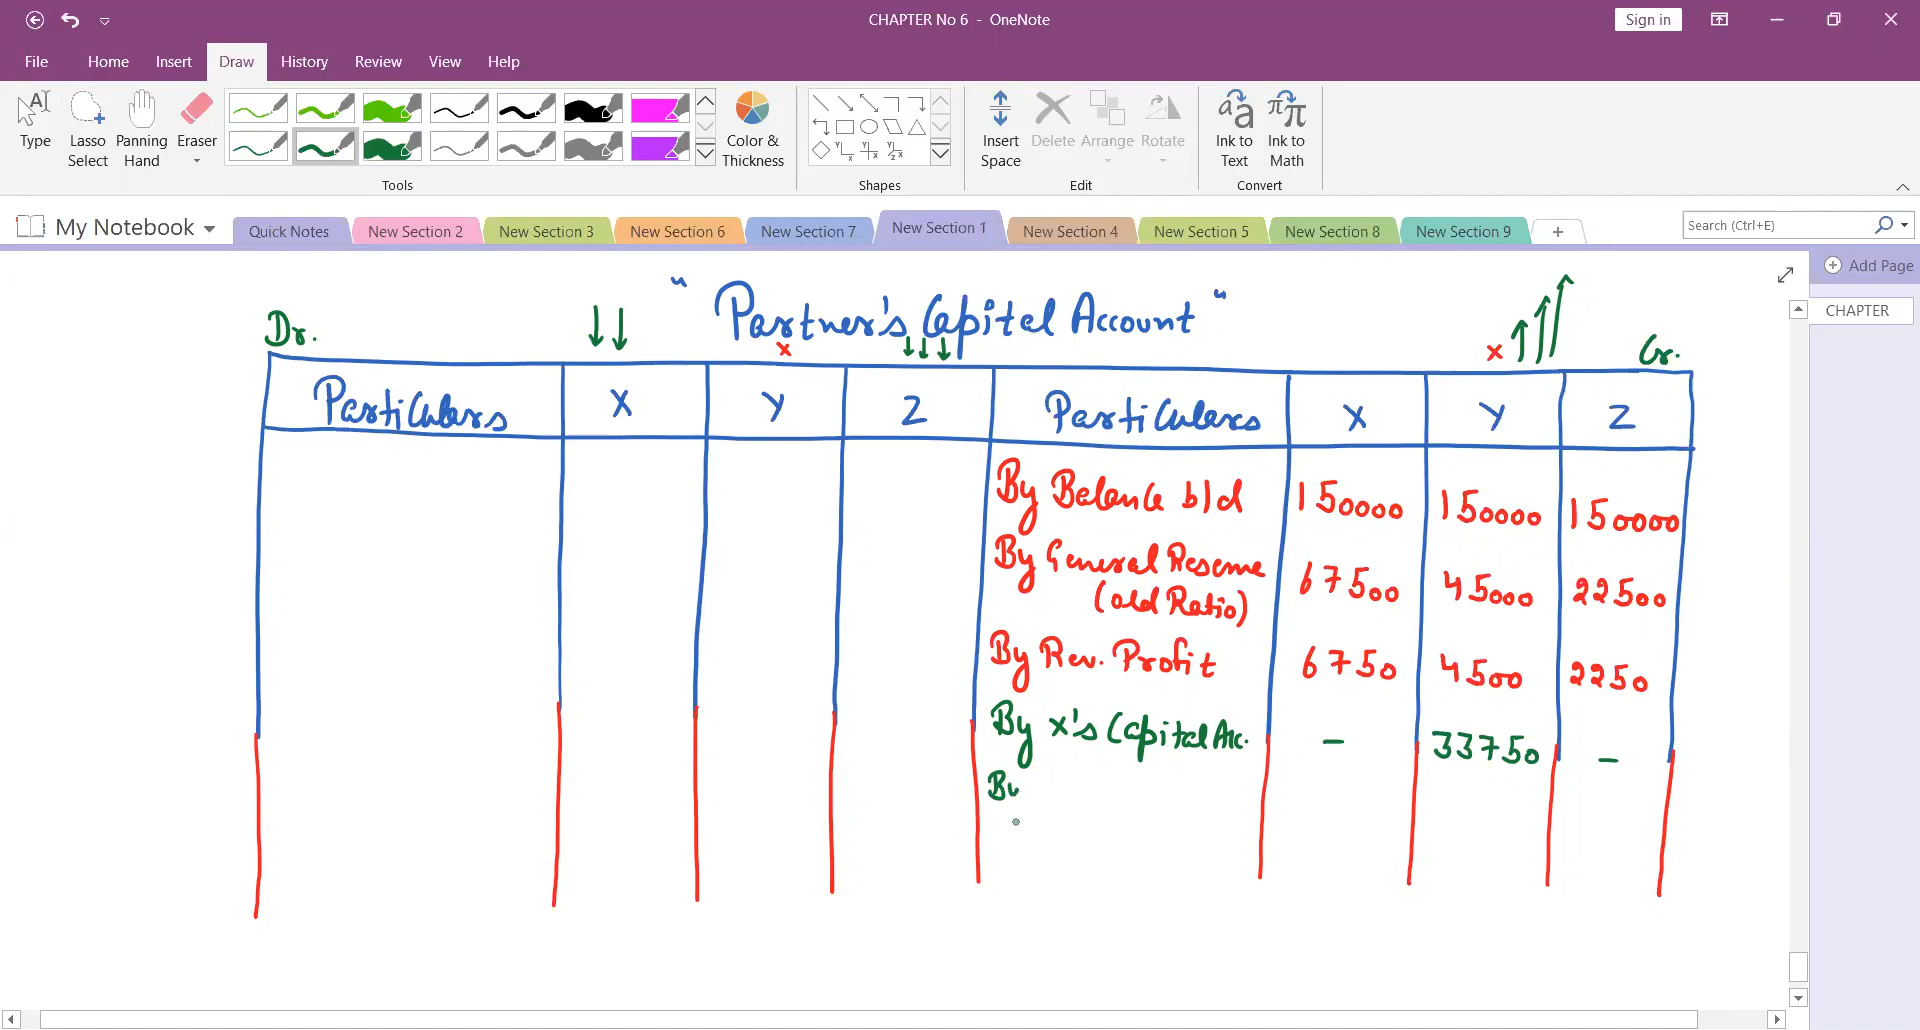 CHAPTER No 6 - OneNote
Sign in
File Home Insert Draw History Review View Help
Type
Lasso Select
Panning Hand
Eraser
Color & Thickness
Insert Space
Delete
Arrange
Rotate
Ink to Text
Ink to Math
Tools Shapes Edit Convert
My Notebook Quick Notes New Section 2 New Section 3 New Section 6 New Section 7 New Section 1 New Section 4 New Section 5 New Section 8 New Section 9 Search (Ctrl+E)
Add Page
CHAPTER
"Partner's Capital Account"
Dr. Cr.
Particulars X Y Z Particulars X Y Z
By Balance b/d 150000 150000 150000
By General Reserve 67500 45000 22500
(old Ratio)
By Rev. Profit 6750 4500 2250
By X's Capital Acc. - 33750 -
By